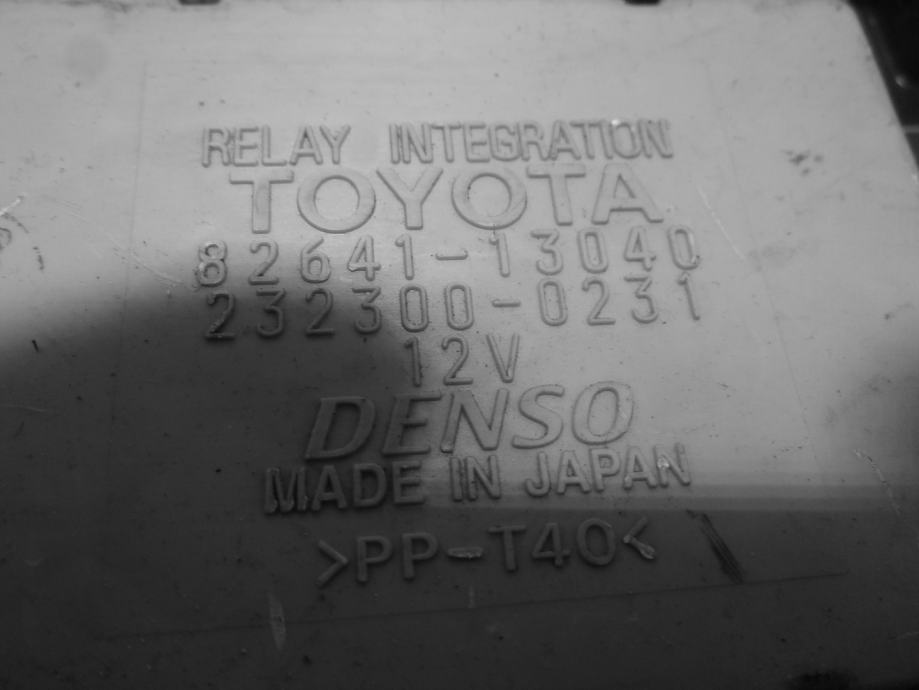 RELAY INTEGRATION
TOYOTA
82641-13040
232300-0231
12V
DENSO
MADE IN JAPAN
>PP-T40<